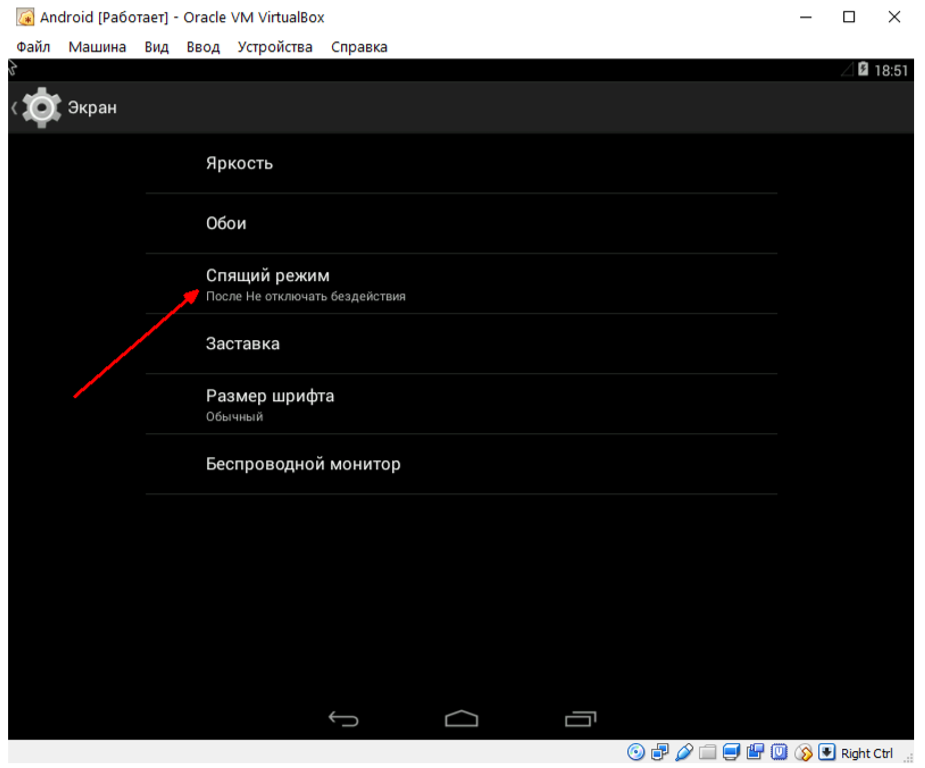 Android [Работает] - Oracle VM VirtualBox
Файл Машина Вид Ввод Устройства Справка
18:51
Экран
Яркость
Обои
Спящий режим
После Не отключать бездействия
Заставка
Размер шрифта
Обычный
Беспроводной монитор
Right Ctrl